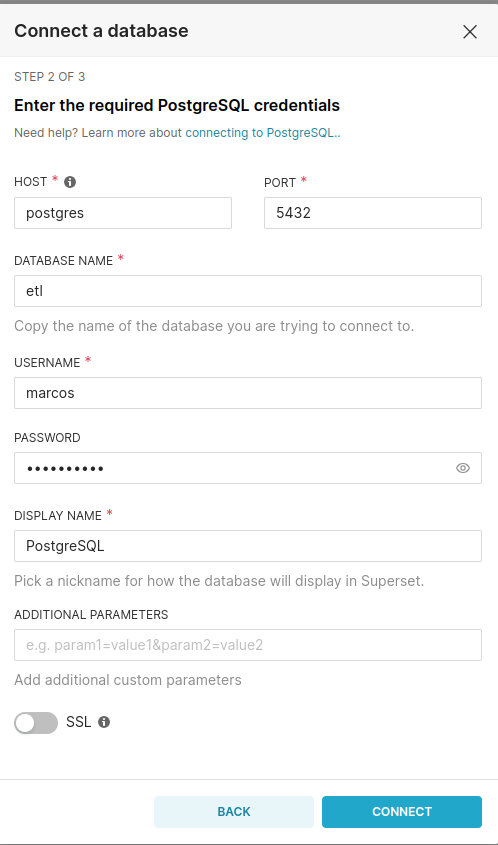 Connect a database
STEP 2 OF 3
Enter the required PostgreSQL credentials
Need help? Learn more about connecting to PostgreSQL..
HOST *
PORT *
postgres
5432
DATABASE NAME *
etl
Copy the name of the database you are trying to connect to.
USERNAME *
marcos
PASSWORD
••••••••••
DISPLAY NAME *
PostgreSQL
Pick a nickname for how the database will display in Superset.
ADDITIONAL PARAMETERS
e.g. param1=value1&param2=value2
Add additional custom parameters
SSL
BACK
CONNECT